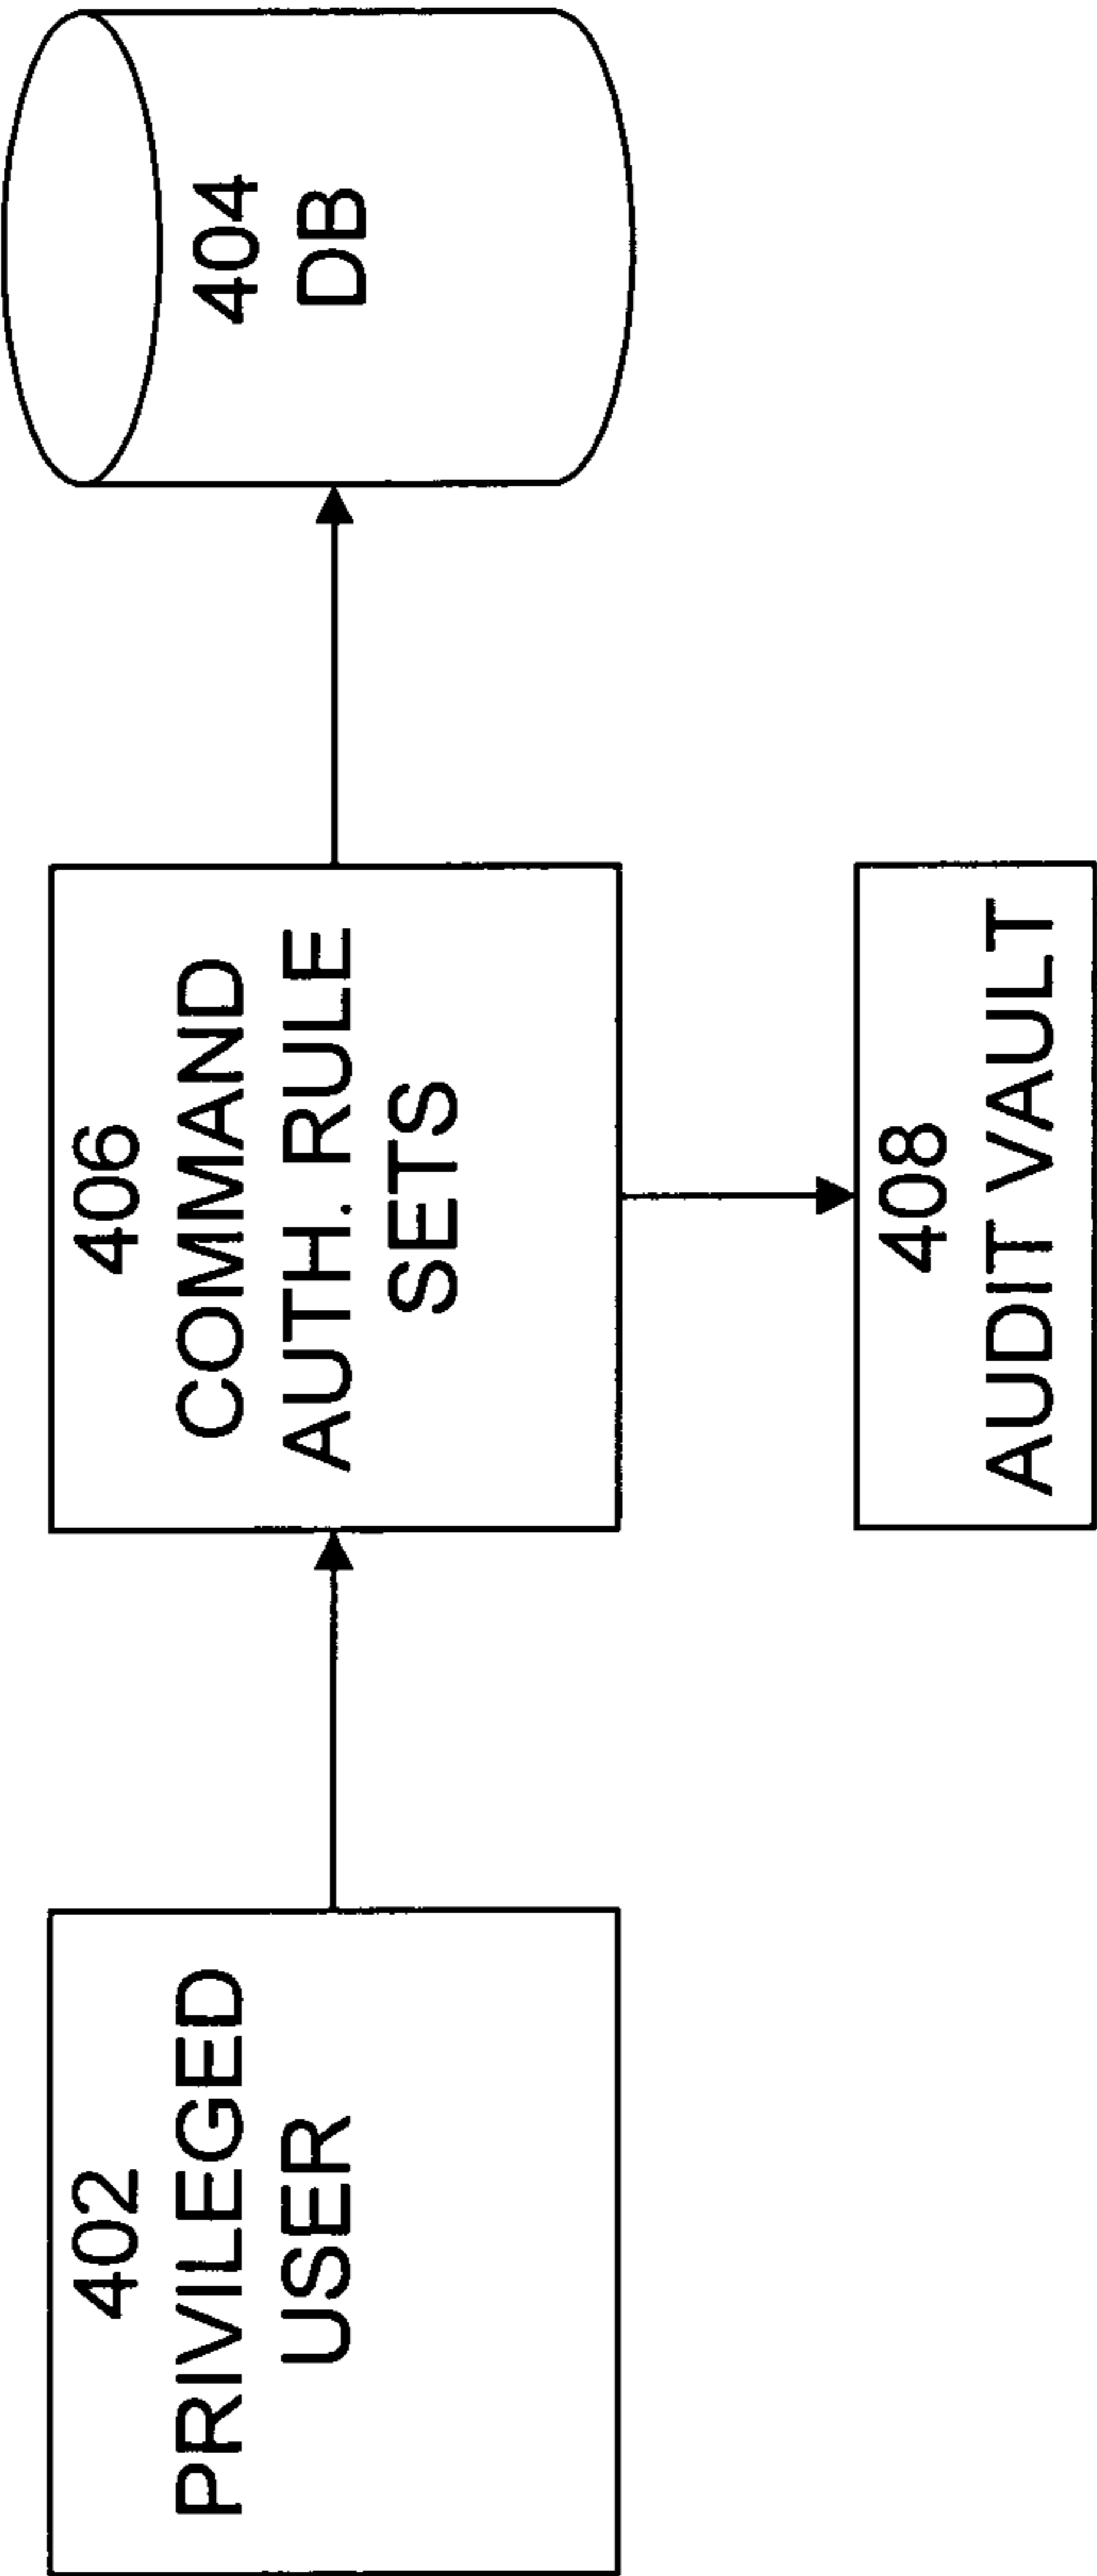 402
PRIVILEGED
USER
406
COMMAND
AUTH. RULE
SETS
404
DB
408
AUDIT VAULT